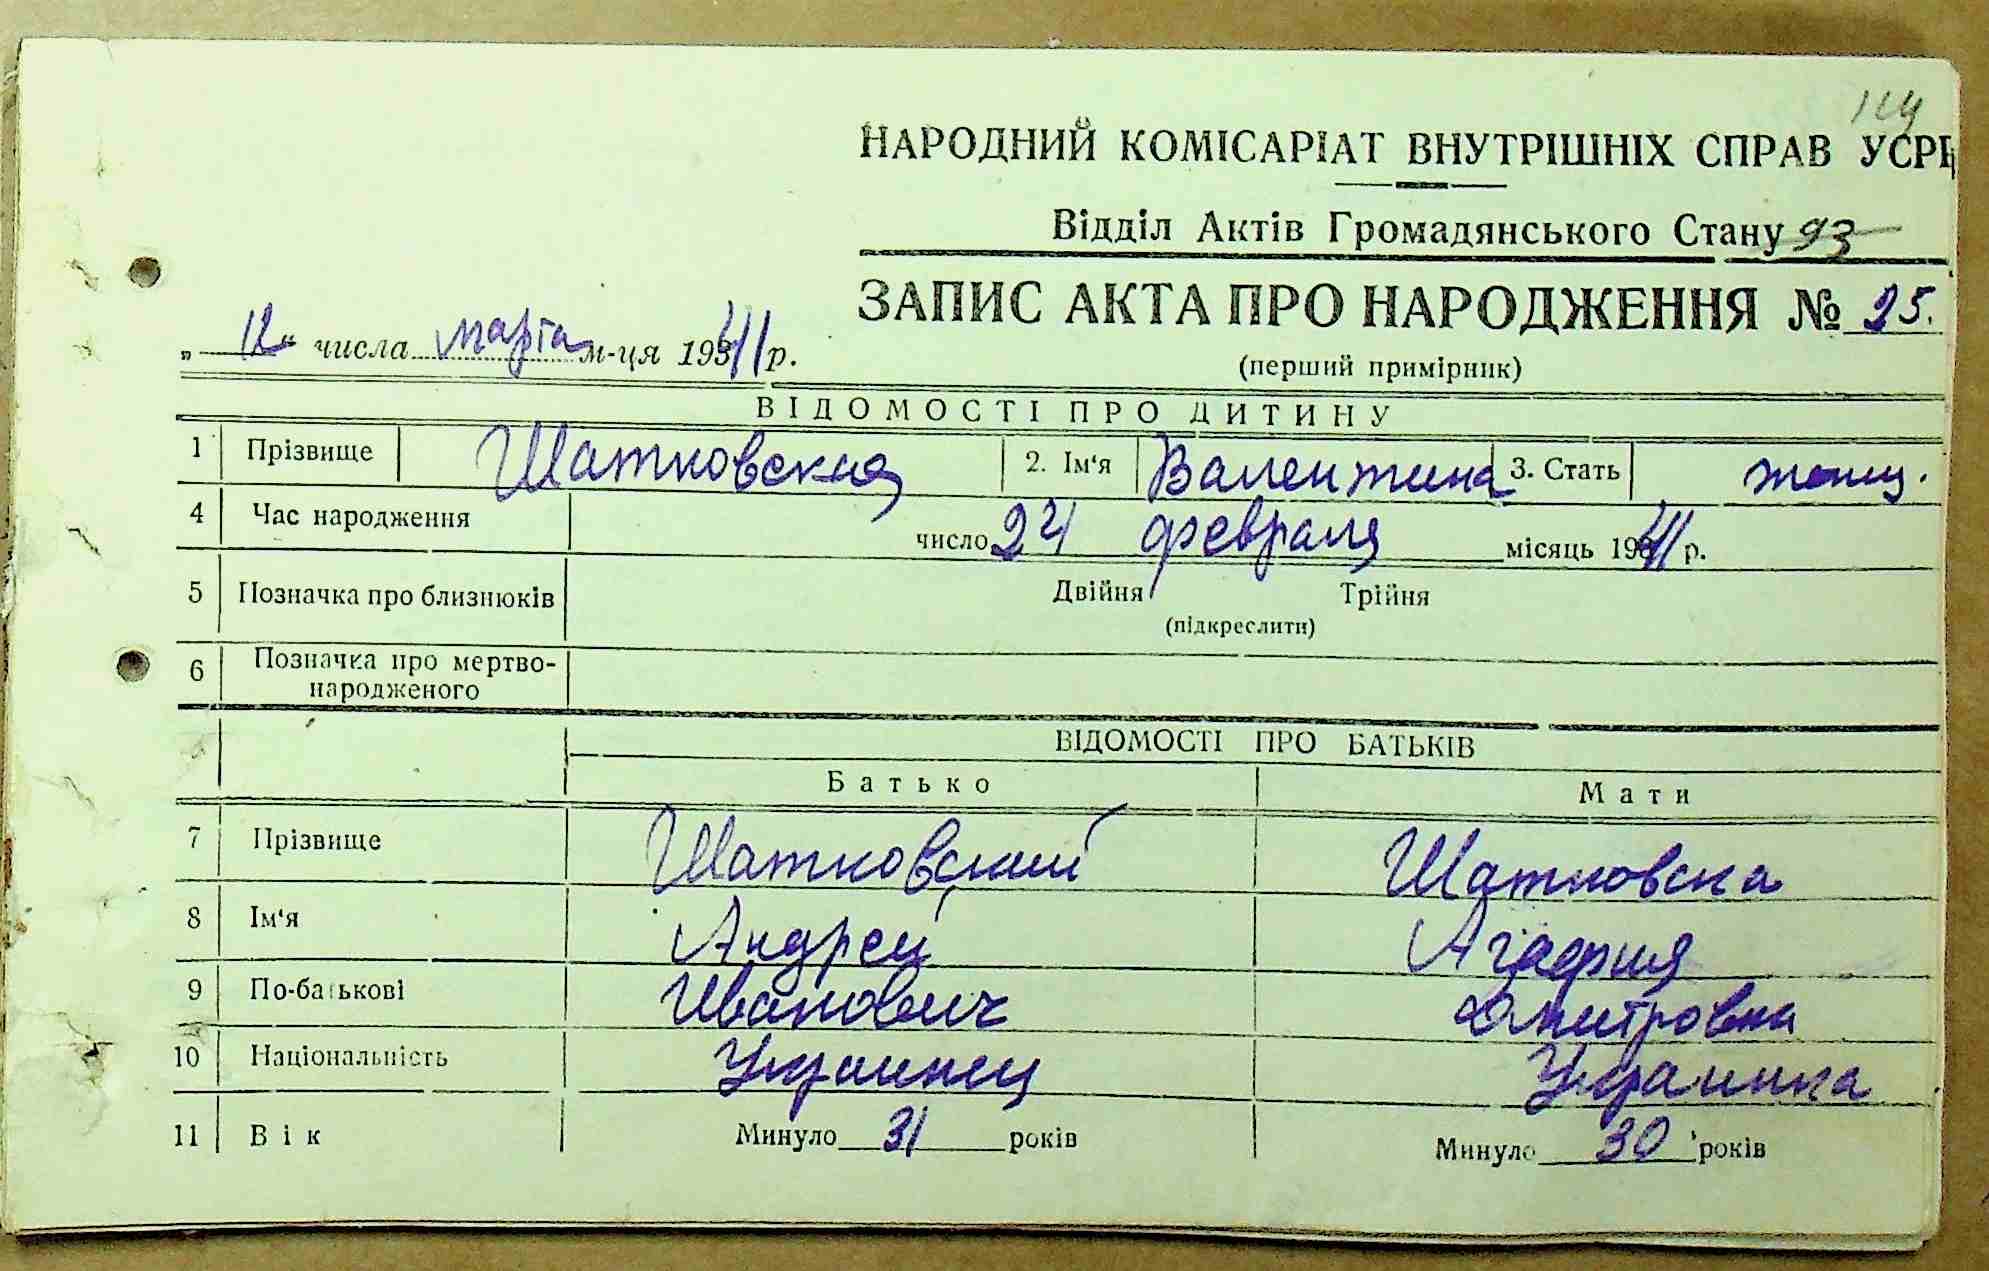 114
НАРОДНИЙ КОМІСАРІАТ ВНУТРІШНІХ СПРАВ УСРР
Відділ Актів Громадянського Стану 93
ЗАПИС АКТА ПРО НАРОДЖЕННЯ № 25.
„ 12 “ числа марта м-ця 1941 р.
(перший примірник)
ВІДОМОСТІ ПРО ДИТИНУ
1 Прізвище Шатковская 2. Ім‘я Валентина 3. Стать женщ.
4 Час народження число 24 февраля місяць 1941 р.
5 Позначка про близнюків Двійня Трійня
(підкреслити)
6 Позначка про мертво-
народженого
ВІДОМОСТІ ПРО БАТЬКІВ
Батько Мати
7 Прізвище Шатковский Шатковска
8 Ім‘я Андрей Агафия
9 По-батькові Иванович Дмитровна
10 Національність Украинец Украинка
11 Вік Минуло 31 років Минуло 30 років